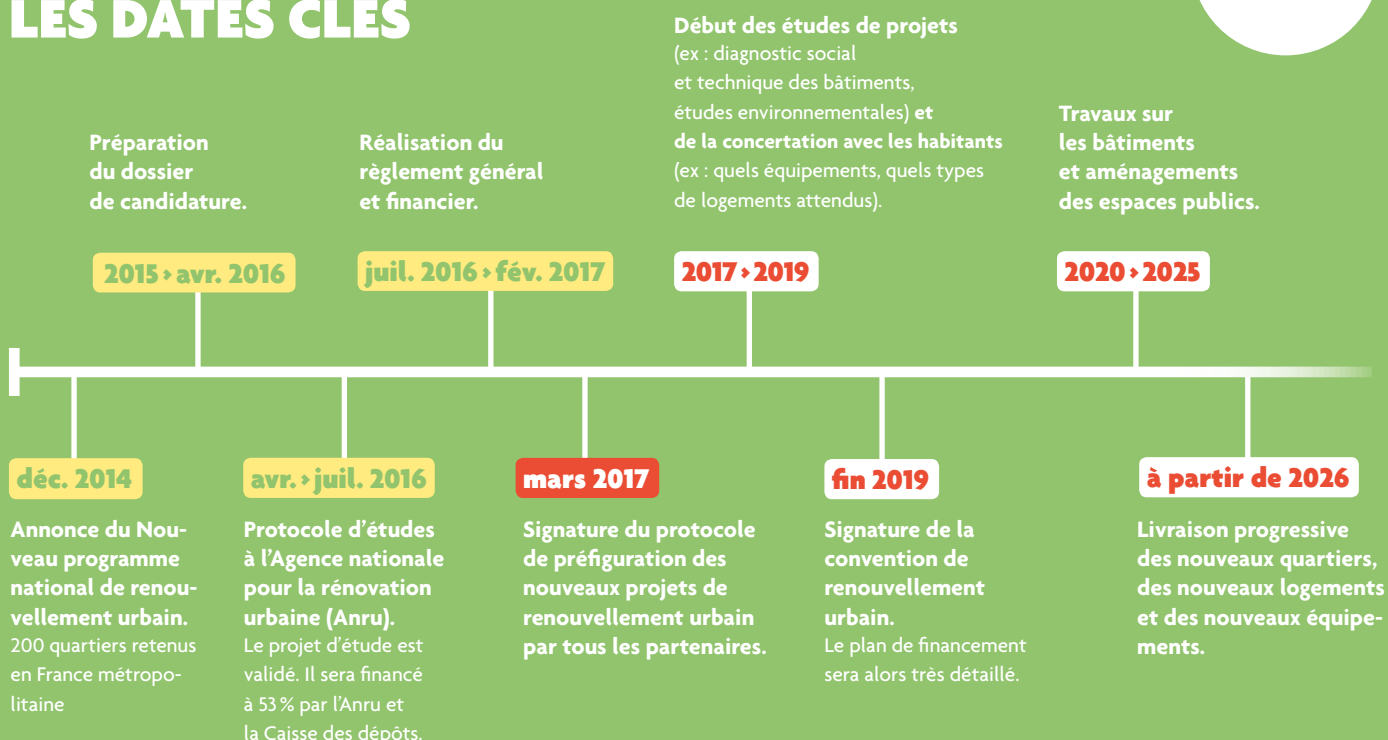 LES DATES CLÉS
Préparation
du dossier
de candidature.
2015 > avr. 2016
Réalisation du
règlement général
et financier.
juil. 2016 > fév. 2017
Début des études de projets
(ex : diagnostic social
et technique des bâtiments,
études environnementales) et
de la concertation avec les habitants
(ex : quels équipements, quels types
de logements attendus).
2017 > 2019
Travaux sur
les bâtiments
et aménagements
des espaces publics.
2020 > 2025
déc. 2014
Annonce du Nou-
veau programme
national de renou-
vellement urbain.
200 quartiers retenus
en France métropo-
litaine
avr. > juil. 2016
Protocole d’études
à l’Agence nationale
pour la rénovation
urbaine (Anru).
Le projet d’étude est
validé. Il sera financé
à 53 % par l’Anru et
la Caisse des dépôts.
mars 2017
Signature du protocole
de préfiguration des
nouveaux projets de
renouvellement urbain
par tous les partenaires.
fin 2019
Signature de la
convention de
renouvellement
urbain.
Le plan de financement
sera alors très détaillé.
à partir de 2026
Livraison progressive
des nouveaux quartiers,
des nouveaux logements
et des nouveaux équipe-
ments.